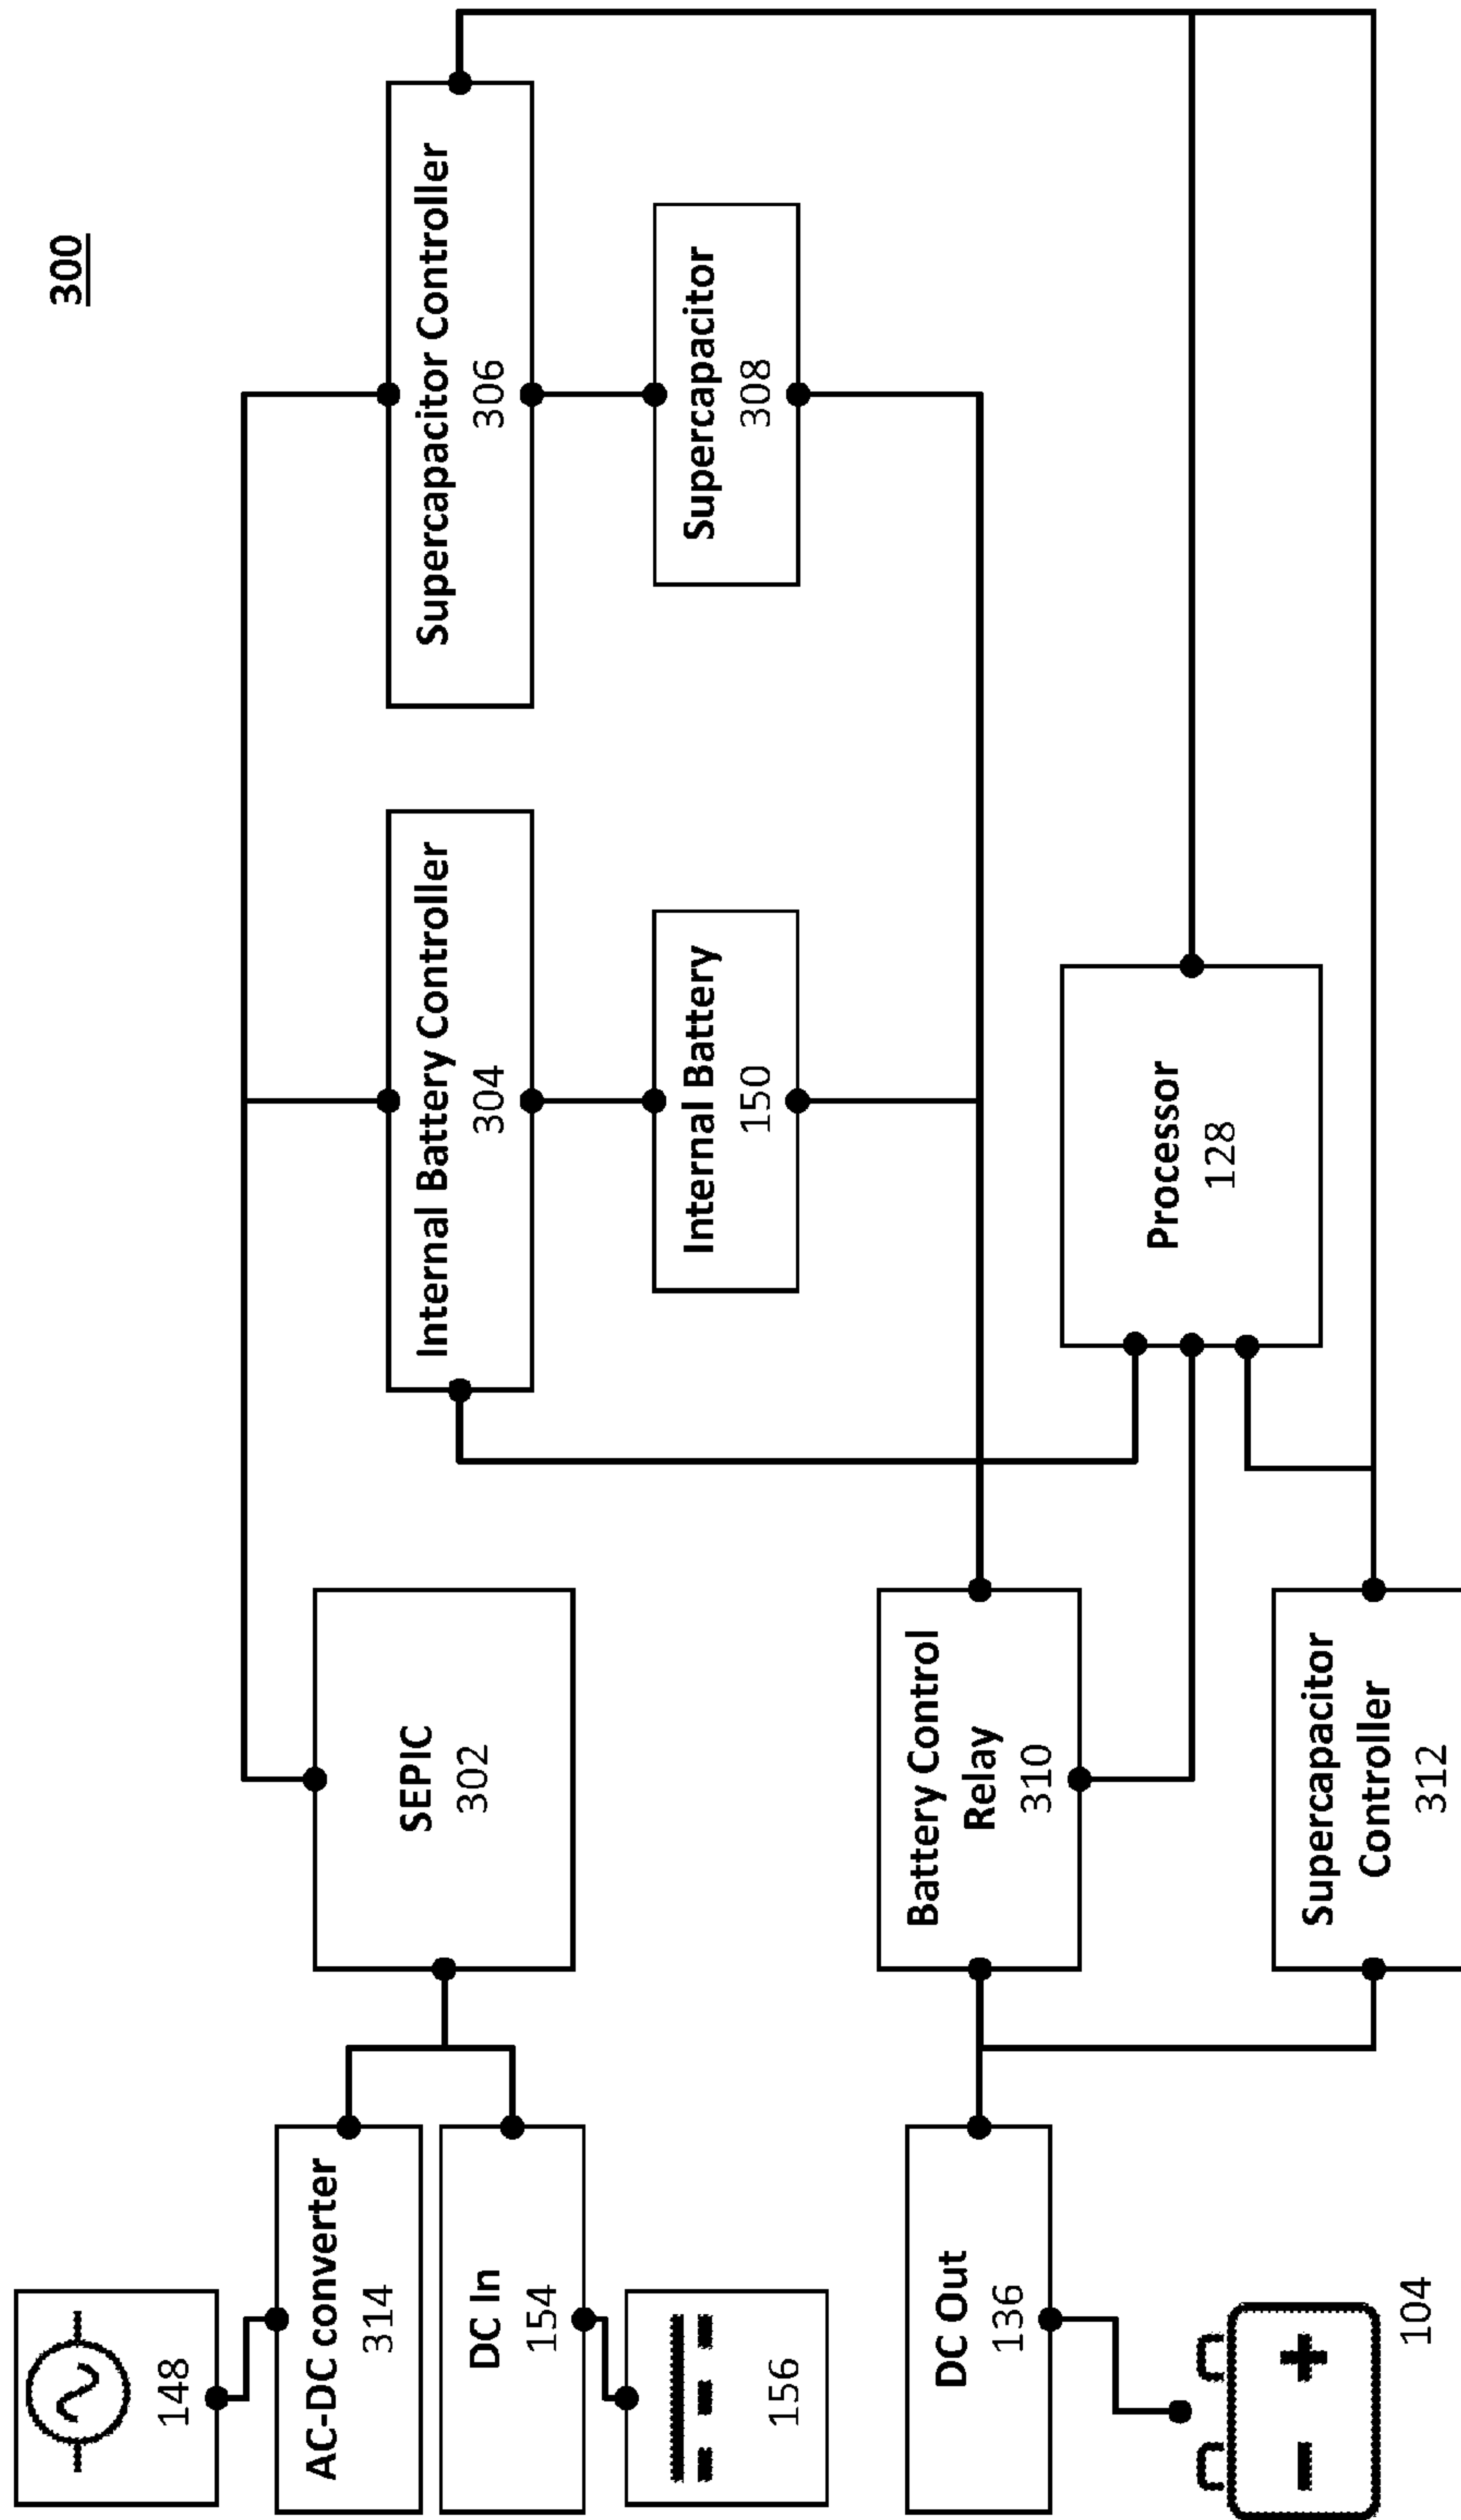 300
148
AC-DC converter
314
DC In
154
156
SEPIC
302
Internal Battery Controller
304
Internal Battery
150
Supercapacitor Controller
306
Supercapacitor
308
DC Out
136
104
Battery Control
Relay
310
Supercapacitor
Controller
312
Processor
128